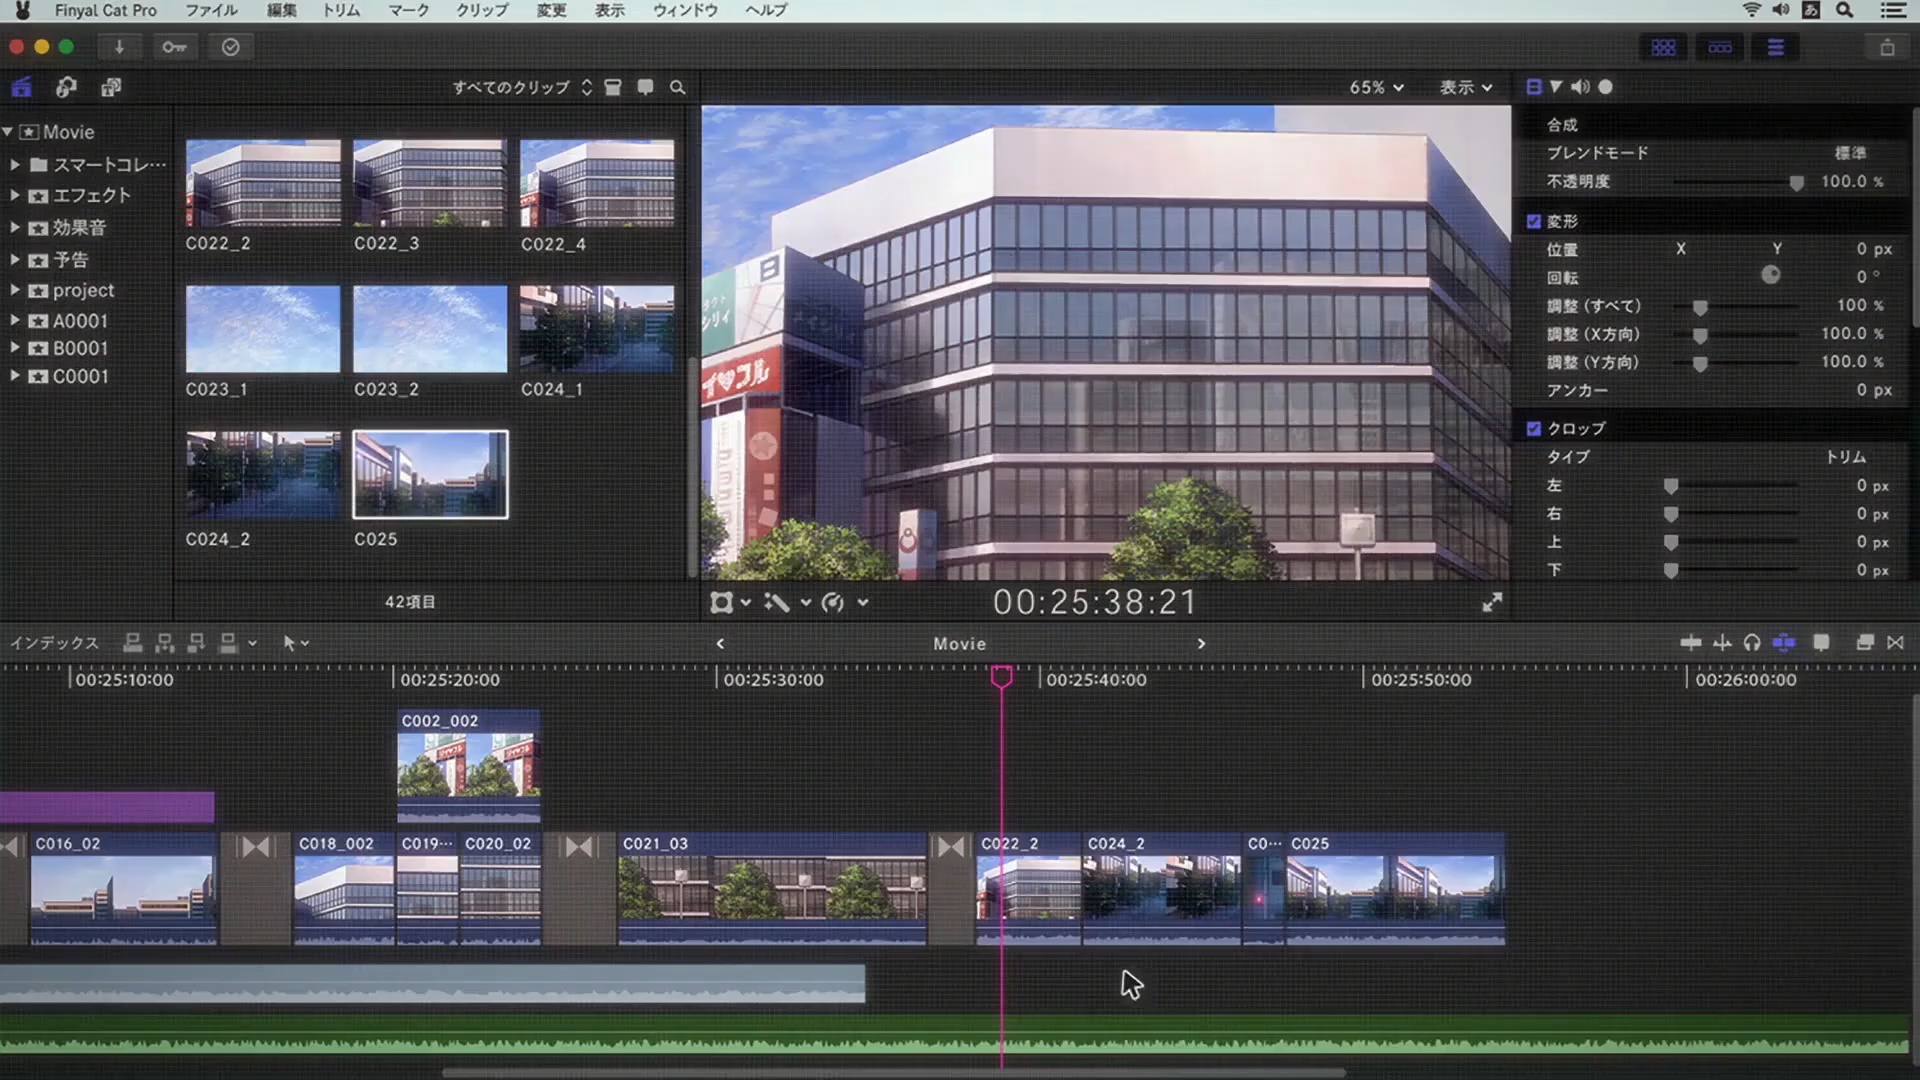 Finyal Cat Pro ファイル 編集 トリム マーク クリップ 変更 表示 ウィンドウ ヘルプ
あ
すべてのクリップ
65% 表示
Movie
スマートコレ…
エフェクト
効果音
予告
project
A0001
B0001
C0001
C022_2 C022_3 C022_4
C023_1 C023_2 C024_1
C024_2 C025
42項目
B
イ♥コル
00:25:38:21
合成
ブレンドモード 標準
不透明度 100.0 %
変形
位置 X Y 0 px
回転 0 °
調整 (すべて) 100 %
調整 (X方向) 100.0 %
調整 (Y方向) 100.0 %
アンカー 0 px
クロップ
タイプ トリム
左 0 px
右 0 px
上 0 px
下 0 px
インデックス
Movie
00:25:10:00 00:25:20:00 00:25:30:00 00:25:40:00 00:25:50:00 00:26:00:00
C002_002
C016_02 C018_002 C019… C020_02 C021_03 C022_2 C024_2 C0… C025